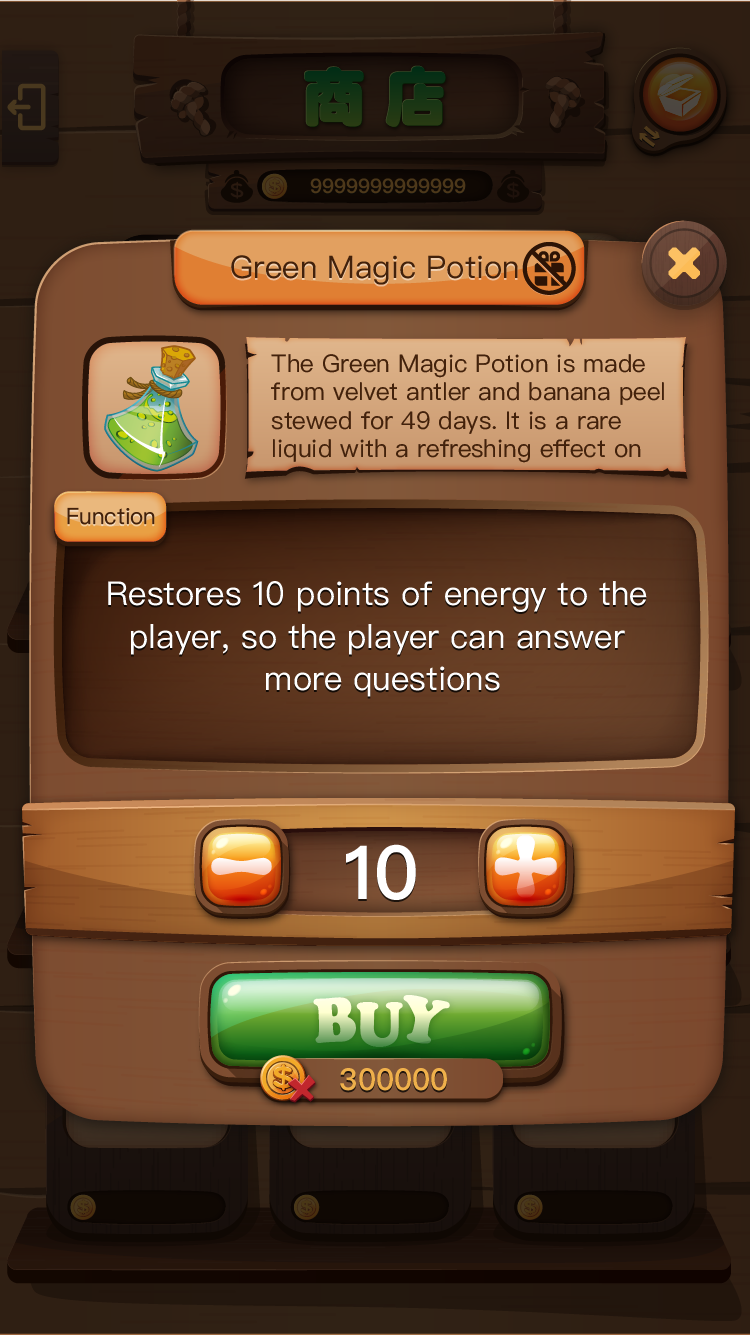 商店
9999999999999
Green Magic Potion
The Green Magic Potion is made
from velvet antler and banana peel
stewed for 49 days. It is a rare
liquid with a refreshing effect on
Function
Restores 10 points of energy to the
player, so the player can answer
more questions
10
BUY
300000